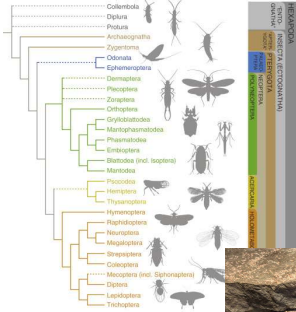 Collembola
Diplura
Protura
Archaeognatha
Zygentoma
Odonata
Ephemeroptera
Dermaptera
Plecoptera
Zoraptera
Orthoptera
Grylloblattodea
Mantophasmatodea
Phasmatodea
Embioptera
Blattodea (incl. Isoptera)
Mantodea
Psocodea
Hemiptera
Thysanoptera
Hymenoptera
Raphidioptera
Neuroptera
Megaloptera
Strepsiptera
Coleoptera
Mecoptera (incl. Siphonaptera)
Diptera
Lepidoptera
Trichoptera
HEXAPODA
INSECTA (ECTOGNATHA)
PTERYGOTA
NEOPTERA
POLYNEOPTERA
ACERCARIA